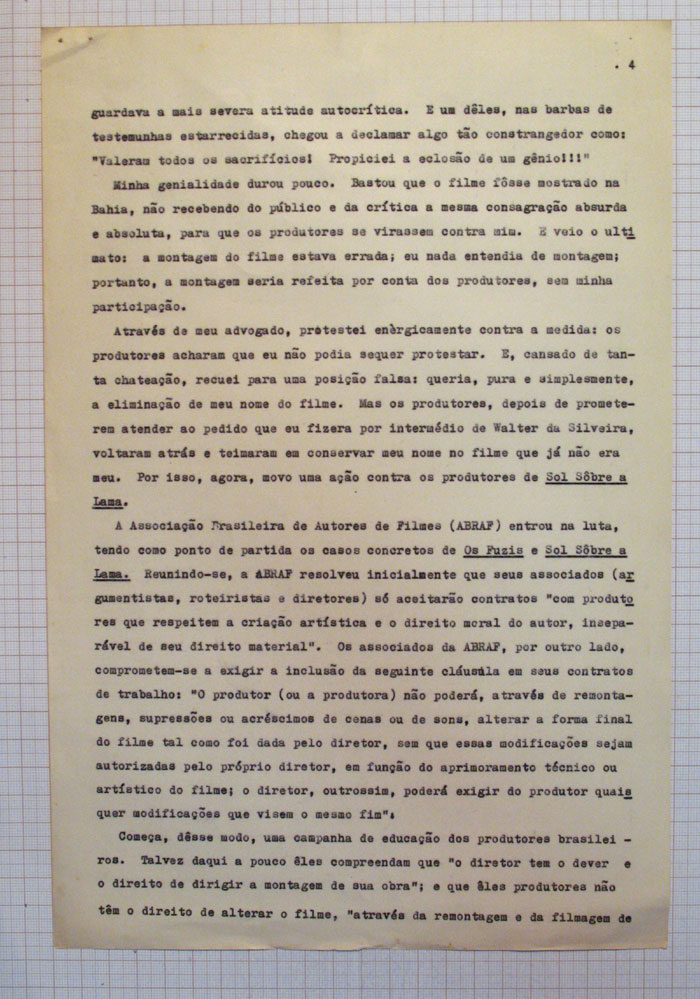 . 4
guardava a mais severa atitude autocrítica. E um dêles, nas barbas de
testemunhas estarrecidas, chegou a declamar algo tão constrangedor como:
"Valeram todos os sacrifícios! Propiciei a eclosão de um gênio!!!"
Minha genialidade durou pouco. Bastou que o filme fôsse mostrado na
Bahia, não recebendo do público e da crítica a mesma consagração absurda
e absoluta, para que os produtores se virassem contra mim. E veio o ulti
mato: a montagem do filme estava errada; eu nada entendia de montagem;
portanto, a montagem seria refeita por conta dos produtores, sem minha
participação.
Através de meu advogado, protestei enèrgicamente contra a medida: os
produtores acharam que eu não podia sequer protestar. E, cansado de tan-
ta chateação, recuei para uma posição falsa: queria, pura e simplesmente,
a eliminação de meu nome do filme. Mas os produtores, depois de promete-
rem atender ao pedido que eu fizera por intermédio de Walter da Silveira,
voltaram atrás e teimaram em conservar meu nome no filme que já não era
meu. Por isso, agora, movo uma ação contra os produtores de Sol Sôbre a
Lama.
A Associação Brasileira de Autores de Filmes (ABRAF) entrou na luta,
tendo como ponto de partida os casos concretos de Os Fuzis e Sol Sôbre a
Lama. Reunindo-se, a ABRAF resolveu inicialmente que seus associados (ar
gumentistas, roteiristas e diretores) só aceitarão contratos "com produto
res que respeitem a criação artística e o direito moral do autor, insepa-
rável de seu direito material". Os associados da ABRAF, por outro lado,
comprometem-se a exigir a inclusão da seguinte cláusula em seus contratos
de trabalho: "O produtor (ou a produtora) não poderá, através de remonta-
gens, supressões ou acréscimos de cenas ou de sons, alterar a forma final
do filme tal como foi dada pelo diretor, sem que essas modificações sejam
autorizadas pelo próprio diretor, em função do aprimoramento técnico ou
artístico do filme; o diretor, outrossim, poderá exigir do produtor quais
quer modificações que visem o mesmo fim".
Começa, dêsse modo, uma campanha de educação dos produtores brasilei -
ros. Talvez daqui a pouco êles compreendam que "o diretor tem o dever e
o direito de dirigir a montagem de sua obra"; e que êles produtores não
têm o direito de alterar o filme, "através da remontagem e da filmagem de